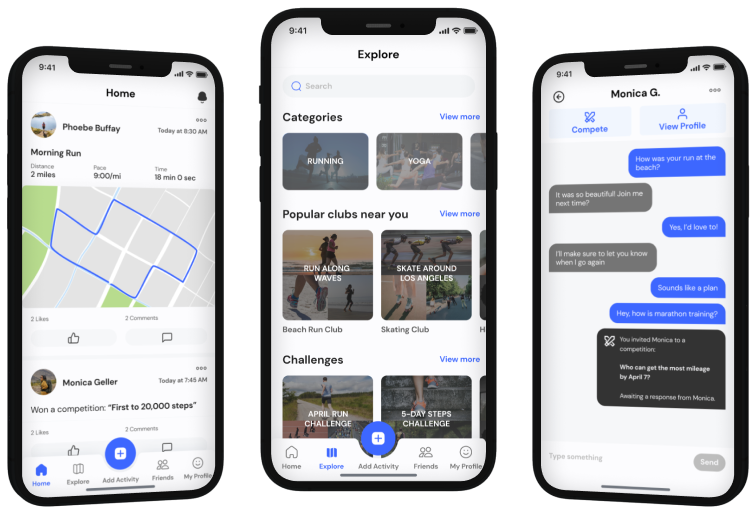 9:41
Home
Phoebe Buffay
Today at 8:30 AM
Morning Run
Distance
Pace
Time
2 miles
9:00/mi
18 min 0 sec
2 Likes
2 Comments
Monica Geller
Today at 7:45 AM
Won a competition: "First to 20,000 steps"
2 Likes
2 Comments
Home
Explore
Add Activity
Friends
My Profile
9:41
Explore
Search
Categories
View more
RUNNING
YOGA
Popular clubs near you
View more
RUN ALONG
WAVES
SKATE AROUND
LOS ANGELES
Beach Run Club
Skating Club
H
Challenges
View more
APRIL RUN
CHALLENGE
5-DAY STEPS
CHALLENGE
Home
Explore
Add Activity
Friends
My Profile
9:41
Monica G.
Compete
View Profile
How was your run at the
beach?
It was so beautiful! Join me
next time?
Yes, I'd love to!
I'll make sure to let you know
when I go again
Sounds like a plan
Hey, how is marathon training?
You invited Monica to a
competition:
Who can get the most mileage
by April 7?
Awaiting a response from Monica.
Type something
Send